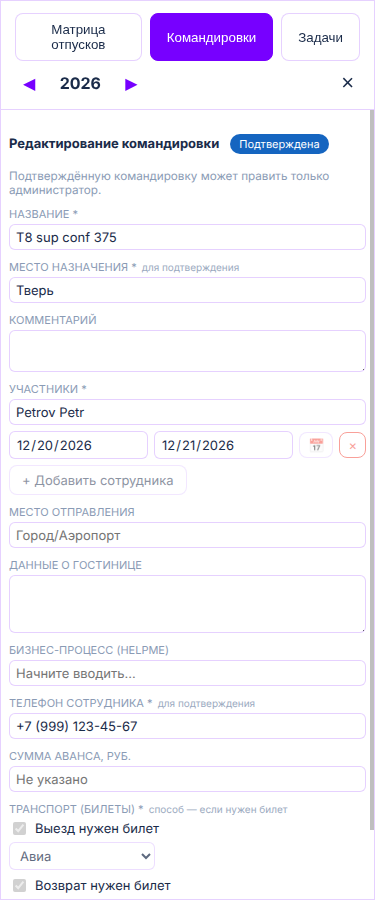 Матрица
отпусков
Командировки
Задачи
◀ 2026 ▶ ×
Редактирование командировки Подтверждена
Подтверждённую командировку может править только
администратор.
НАЗВАНИЕ *
T8 sup conf 375
МЕСТО НАЗНАЧЕНИЯ * для подтверждения
Тверь
КОММЕНТАРИЙ
УЧАСТНИКИ *
Petrov Petr
12/20/2026 12/21/2026 ×
+ Добавить сотрудника
МЕСТО ОТПРАВЛЕНИЯ
Город/Аэропорт
ДАННЫЕ О ГОСТИНИЦЕ
БИЗНЕС-ПРОЦЕСС (HELPME)
Начните вводить...
ТЕЛЕФОН СОТРУДНИКА * для подтверждения
+7 (999) 123-45-67
СУММА АВАНСА, РУБ.
Не указано
ТРАНСПОРТ (БИЛЕТЫ) * способ — если нужен билет
Выезд нужен билет
Авиа
Возврат нужен билет